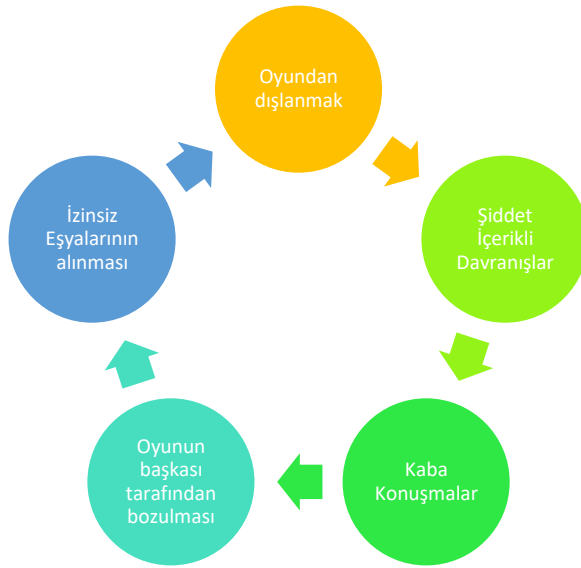 Oyundan
dışlanmak
Şiddet
İçerikli
Davranışlar
Kaba
Konuşmalar
Oyunun
başkası
tarafından
bozulması
İzinsiz
Eşyalarının
alınması